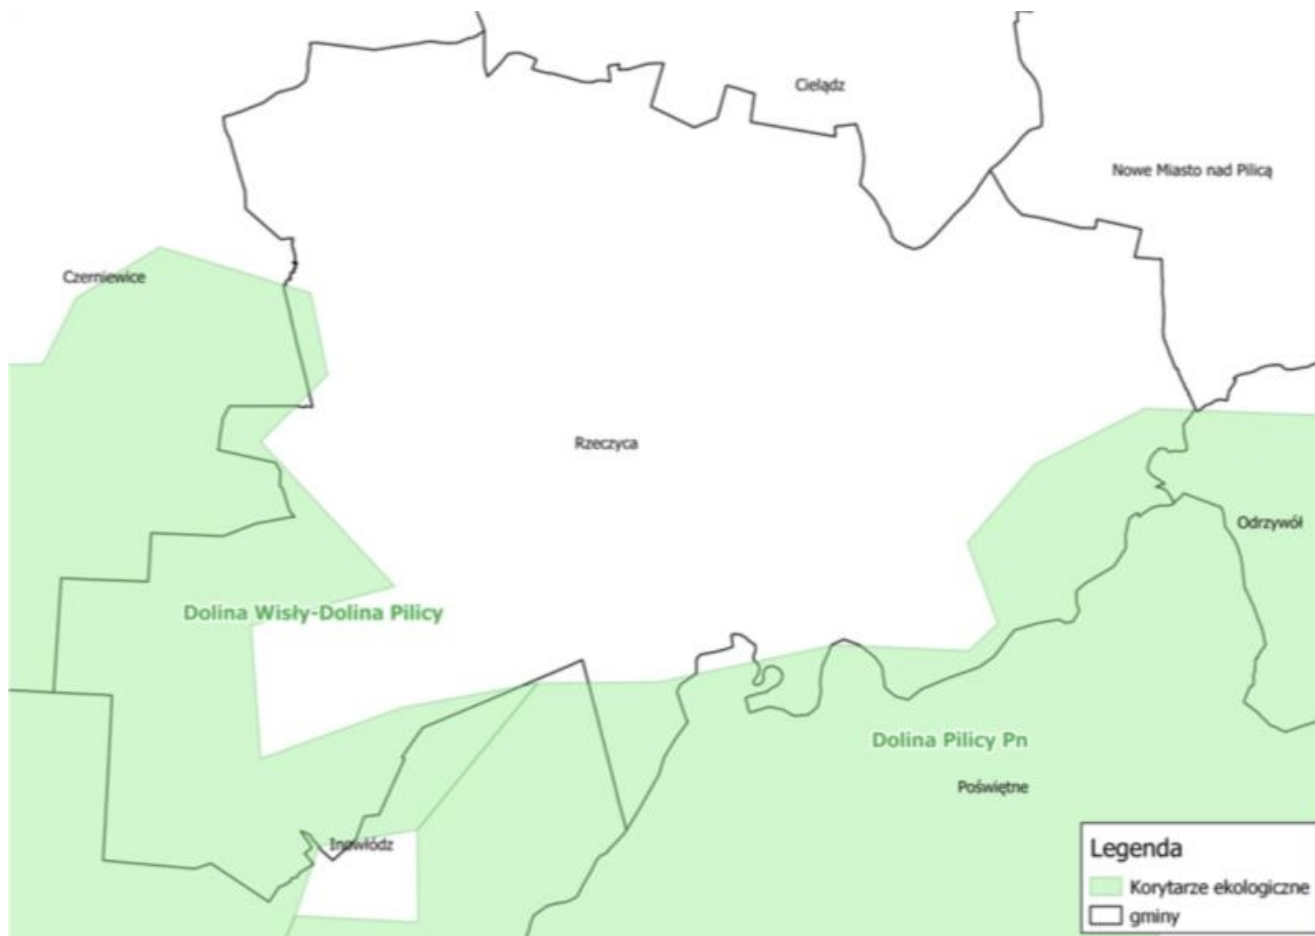 Cielądz
Nowe Miasto nad Pilicą
Czerniewice
Rzeczyca
Odrzywół
Dolina Wisły-Dolina Pilicy
Dolina Pilicy Pn
Poświętne
Inowłódz
Legenda
Korytarze ekologiczne
gminy